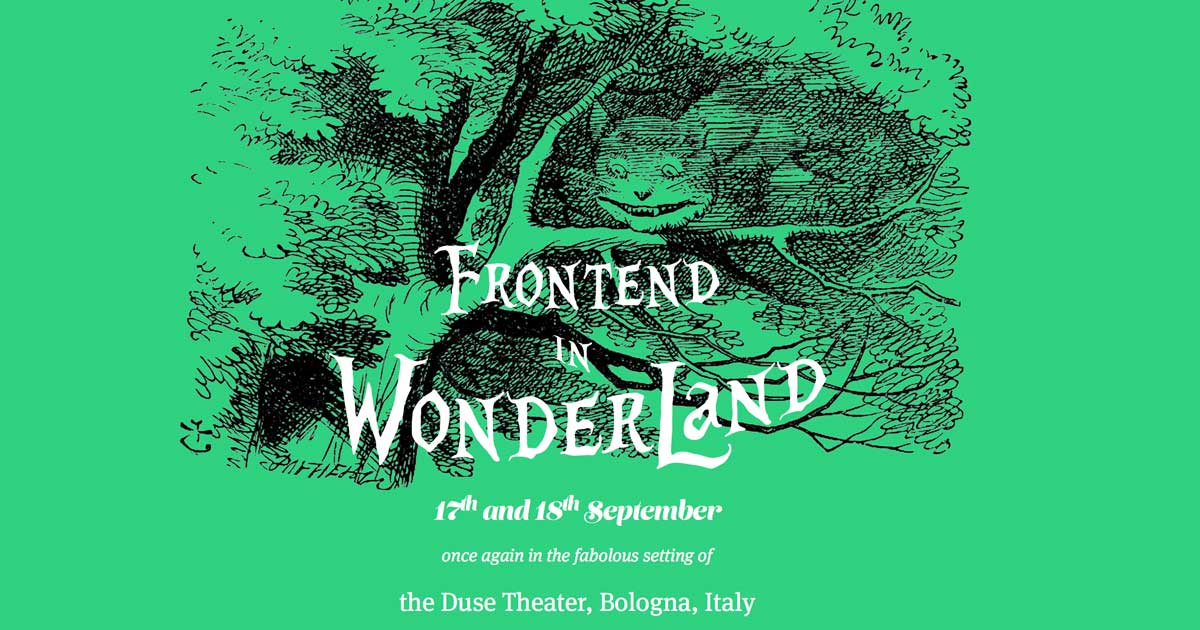 Frontend
in
WonderLand
17th and 18th September
once again in the fabolous setting of
the Duse Theater, Bologna, Italy